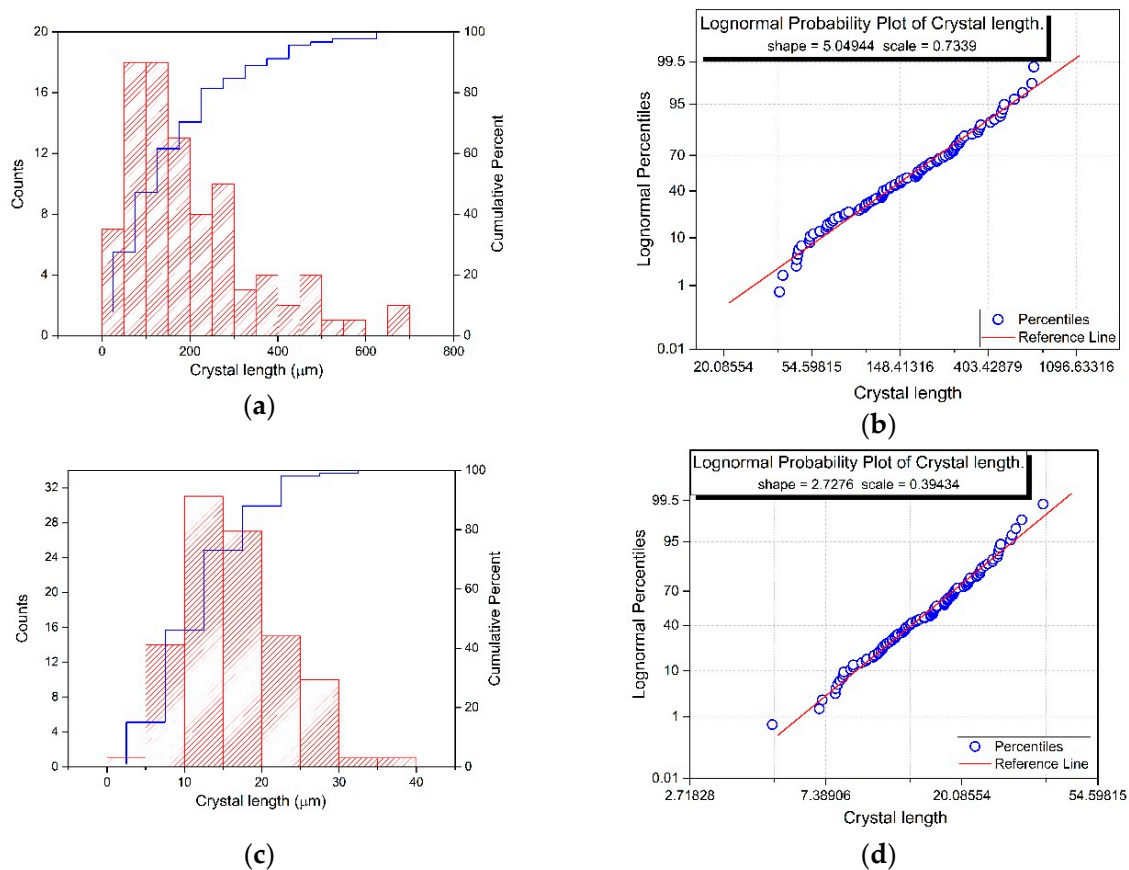 20
16
12
8
4
0
Counts
100
80
60
40
20
0
Cumulative Percent
0
200
400
600
800
Crystal length (μm)
(a)
Lognormal Probability Plot of Crystal length.
shape = 5.04944 scale = 0.7339
99.5
95
70
40
10
1
0.01
Lognormal Percentiles
Percentiles
Reference Line
20.08554
54.59815
148.41316
403.42879
1096.63316
Crystal length
(b)
32
28
24
20
16
12
8
4
0
Counts
100
80
60
40
20
0
Cumulative Percent
0
10
20
30
40
Crystal length (μm)
(c)
Lognormal Probability Plot of Crystal length.
shape = 2.7276 scale = 0.39434
99.5
95
70
40
10
1
0.01
Lognormal Percentiles
Percentiles
Reference Line
2.71828
7.38906
20.08554
54.59815
Crystal length
(d)